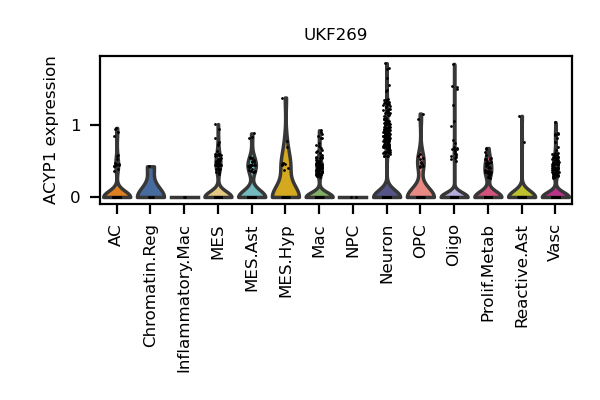 UKF269
ACYP1 expression
1
0
AC
Chromatin.Reg
Inflammatory.Mac
MES
MES.Ast
MES.Hyp
Mac
NPC
Neuron
OPC
Oligo
Prolif.Metab
Reactive.Ast
Vasc